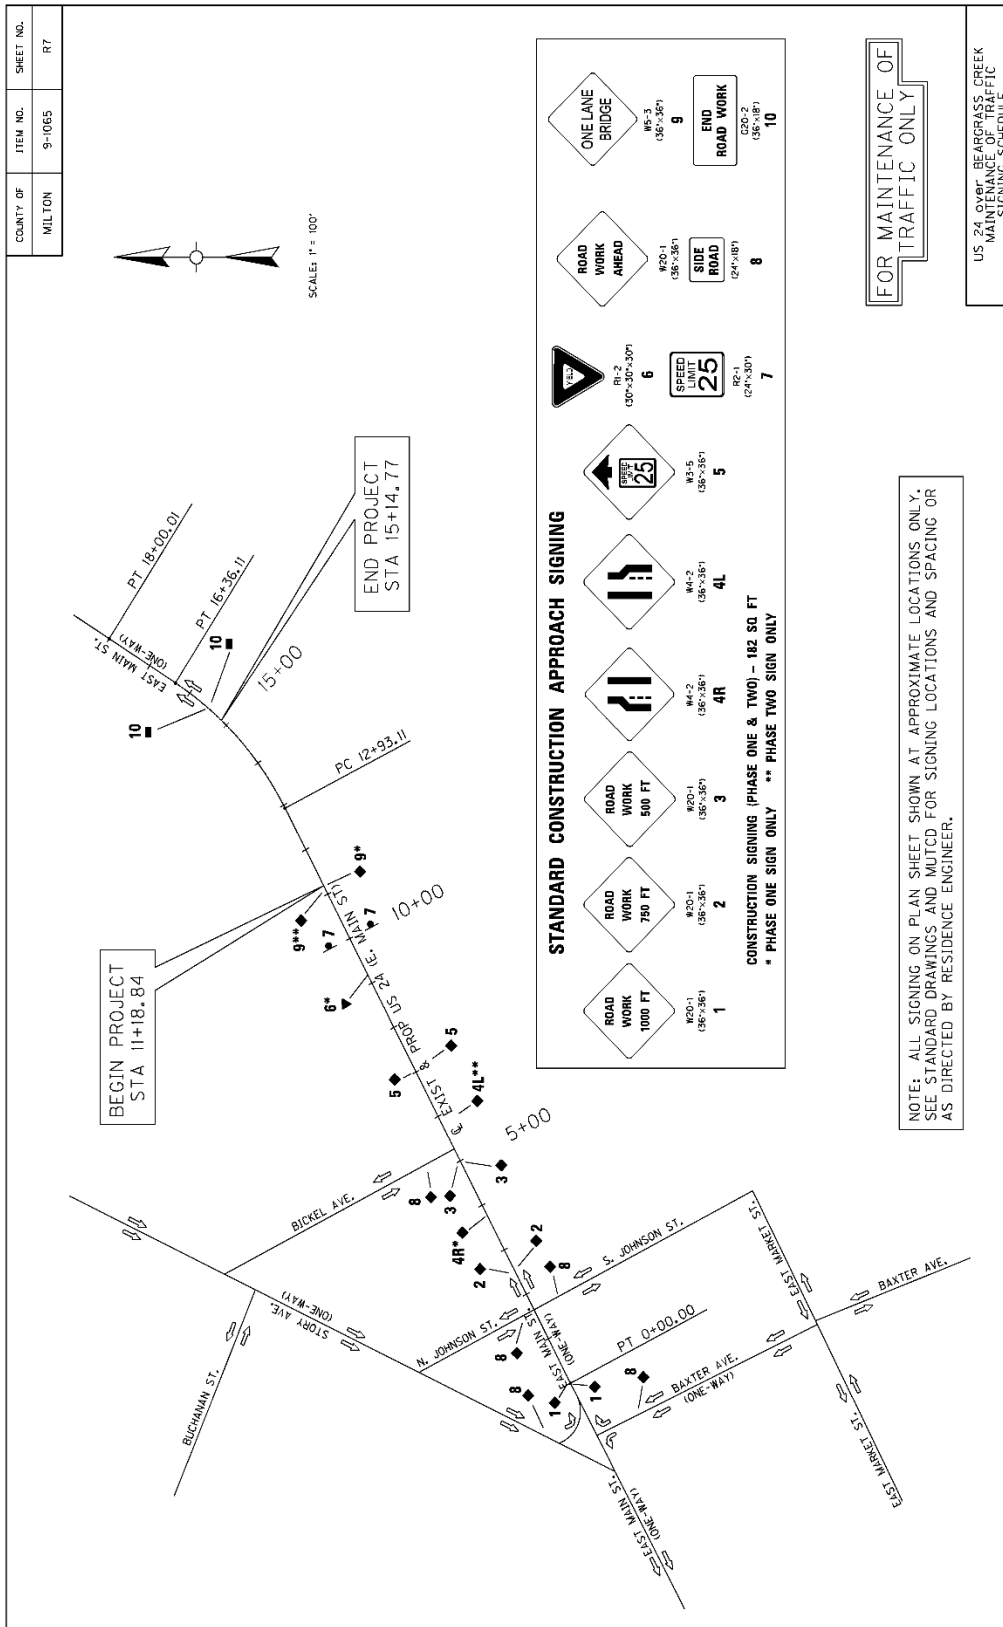 COUNTY OF
ITEM NO.
SHEET NO.
MILTON
9-1065
R7
SCALE: 1" = 100'
BEGIN PROJECT
STA 11+18.84
END PROJECT
STA 15+14.77
BUCHANAN ST.
STORY AVE.
(ONE-WAY)
BICKEL AVE.
N. JOHNSON ST.
S. JOHNSON ST.
EAST MAIN ST.
(ONE-WAY)
EAST MAIN ST.
(ONE-WAY)
EAST MAIN ST.
(ONE-WAY)
BAXTER AVE.
(ONE-WAY)
BAXTER AVE.
EAST MARKET ST.
EAST MARKET ST.
PT 0+00.00
5+00
℄ EXIST & PROP US 24 (E. MAIN ST.)
10+00
PC 12+93.11
15+00
PT 16+36.11
PT 18+00.01
8
8
8
8
8
1
1
2
2
4R*
3
3
4L**
5
5
6*
7
7
9**
9*
10
10
STANDARD CONSTRUCTION APPROACH SIGNING
ROAD
WORK
1000 FT
W20-1
(36"x36")
1
ROAD
WORK
750 FT
W20-1
(36"x36")
2
ROAD
WORK
500 FT
W20-1
(36"x36")
3
W4-2
(36"x36")
4R
W4-2
(36"x36")
4L
SPEED
LIMIT
25
W3-5
(36"x36")
5
YIELD
R1-2
(30"x30"x30")
6
SPEED
LIMIT
25
R2-1
(24"x30")
7
ROAD
WORK
AHEAD
W20-1
(36"x36")
SIDE
ROAD
(24"x18")
8
ONE LANE
BRIDGE
W5-3
(36"x36")
9
END
ROAD WORK
G20-2
(36"x18")
10
CONSTRUCTION SIGNING (PHASE ONE & TWO) - 182 SQ FT
* PHASE ONE SIGN ONLY ** PHASE TWO SIGN ONLY
NOTE: ALL SIGNING ON PLAN SHEET SHOWN AT APPROXIMATE LOCATIONS ONLY.
SEE STANDARD DRAWINGS AND MUTCD FOR SIGNING LOCATIONS AND SPACING OR
AS DIRECTED BY RESIDENCE ENGINEER.
FOR MAINTENANCE OF
TRAFFIC ONLY
US 24 over BEARGRASS CREEK
MAINTENANCE OF TRAFFIC
SIGNING SCHEDULE